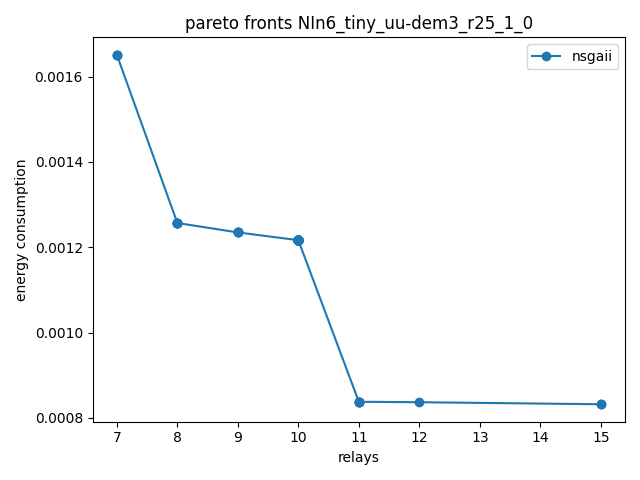 pareto fronts NIn6_tiny_uu-dem3_r25_1_0
nsgaii
energy consumption
0.0016
0.0014
0.0012
0.0010
0.0008
7 8 9 10 11 12 13 14 15
relays